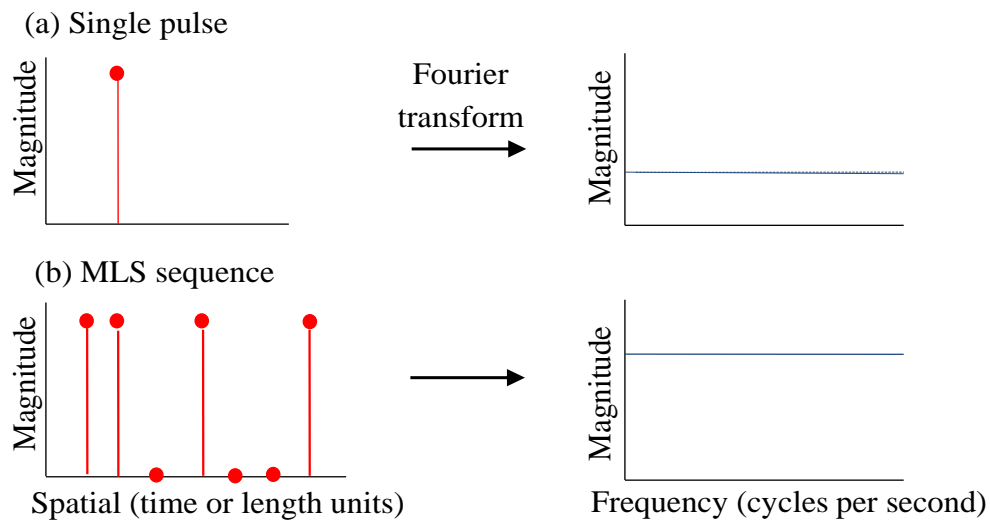 (a) Single pulse
Magnitude
Fourier
transform
Magnitude
(b) MLS sequence
Magnitude
Spatial (time or length units)
Magnitude
Frequency (cycles per second)